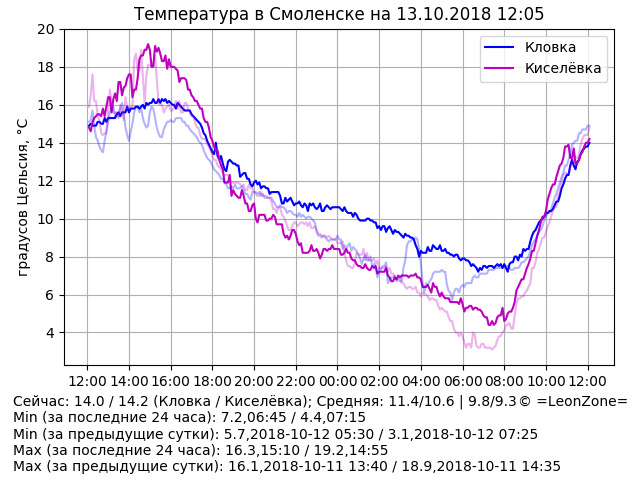 Температура в Смоленске на 13.10.2018 12:05
Кловка
Киселёвка
градусов Цельсия, °C
20
18
16
14
12
10
8
6
4
12:00 14:00 16:00 18:00 20:00 22:00 00:00 02:00 04:00 06:00 08:00 10:00 12:00
Сейчас: 14.0 / 14.2 (Кловка / Киселёвка); Средняя: 11.4/10.6 | 9.8/9.3© =LeonZone=
Min (за последние 24 часа): 7.2,06:45 / 4.4,07:15
Min (за предыдущие сутки): 5.7,2018-10-12 05:30 / 3.1,2018-10-12 07:25
Max (за последние 24 часа): 16.3,15:10 / 19.2,14:55
Max (за предыдущие сутки): 16.1,2018-10-11 13:40 / 18.9,2018-10-11 14:35